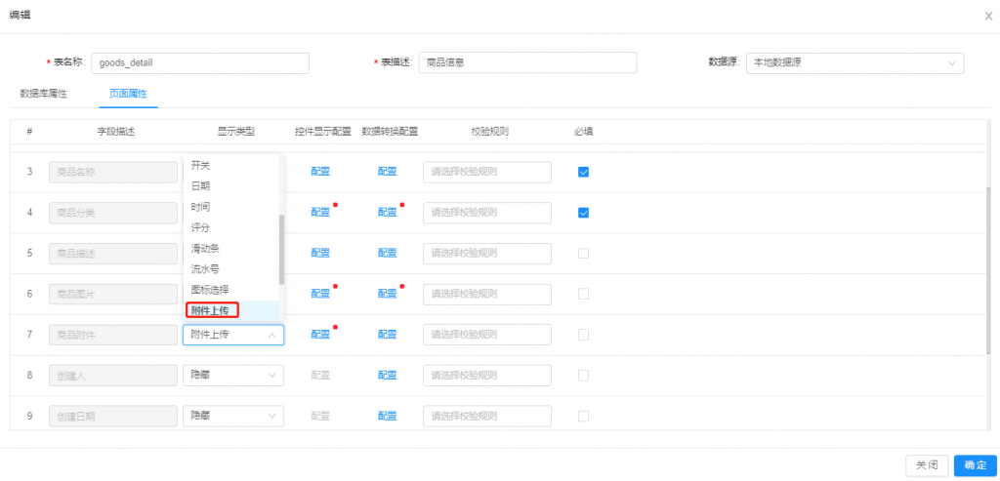 编辑
* 表名称: goods_detail * 表描述: 商品信息 数据源: 本地数据源
数据库属性 页面属性
# 字段描述 显示类型 控件显示配置 数据转换配置 校验规则 必填
开关
3 商品名称 配置 配置 请选择校验规则
日期
时间
4 商品分类 配置 配置 请选择校验规则
评分
滑动条
5 商品描述 配置 配置 请选择校验规则
流水号
图标选择
6 商品图片 配置 配置 请选择校验规则
附件上传
7 商品附件 附件上传 配置 配置 请选择校验规则
8 创建人 隐藏 配置 配置 请选择校验规则
9 创建日期 隐藏 配置 配置 请选择校验规则
关闭 确定